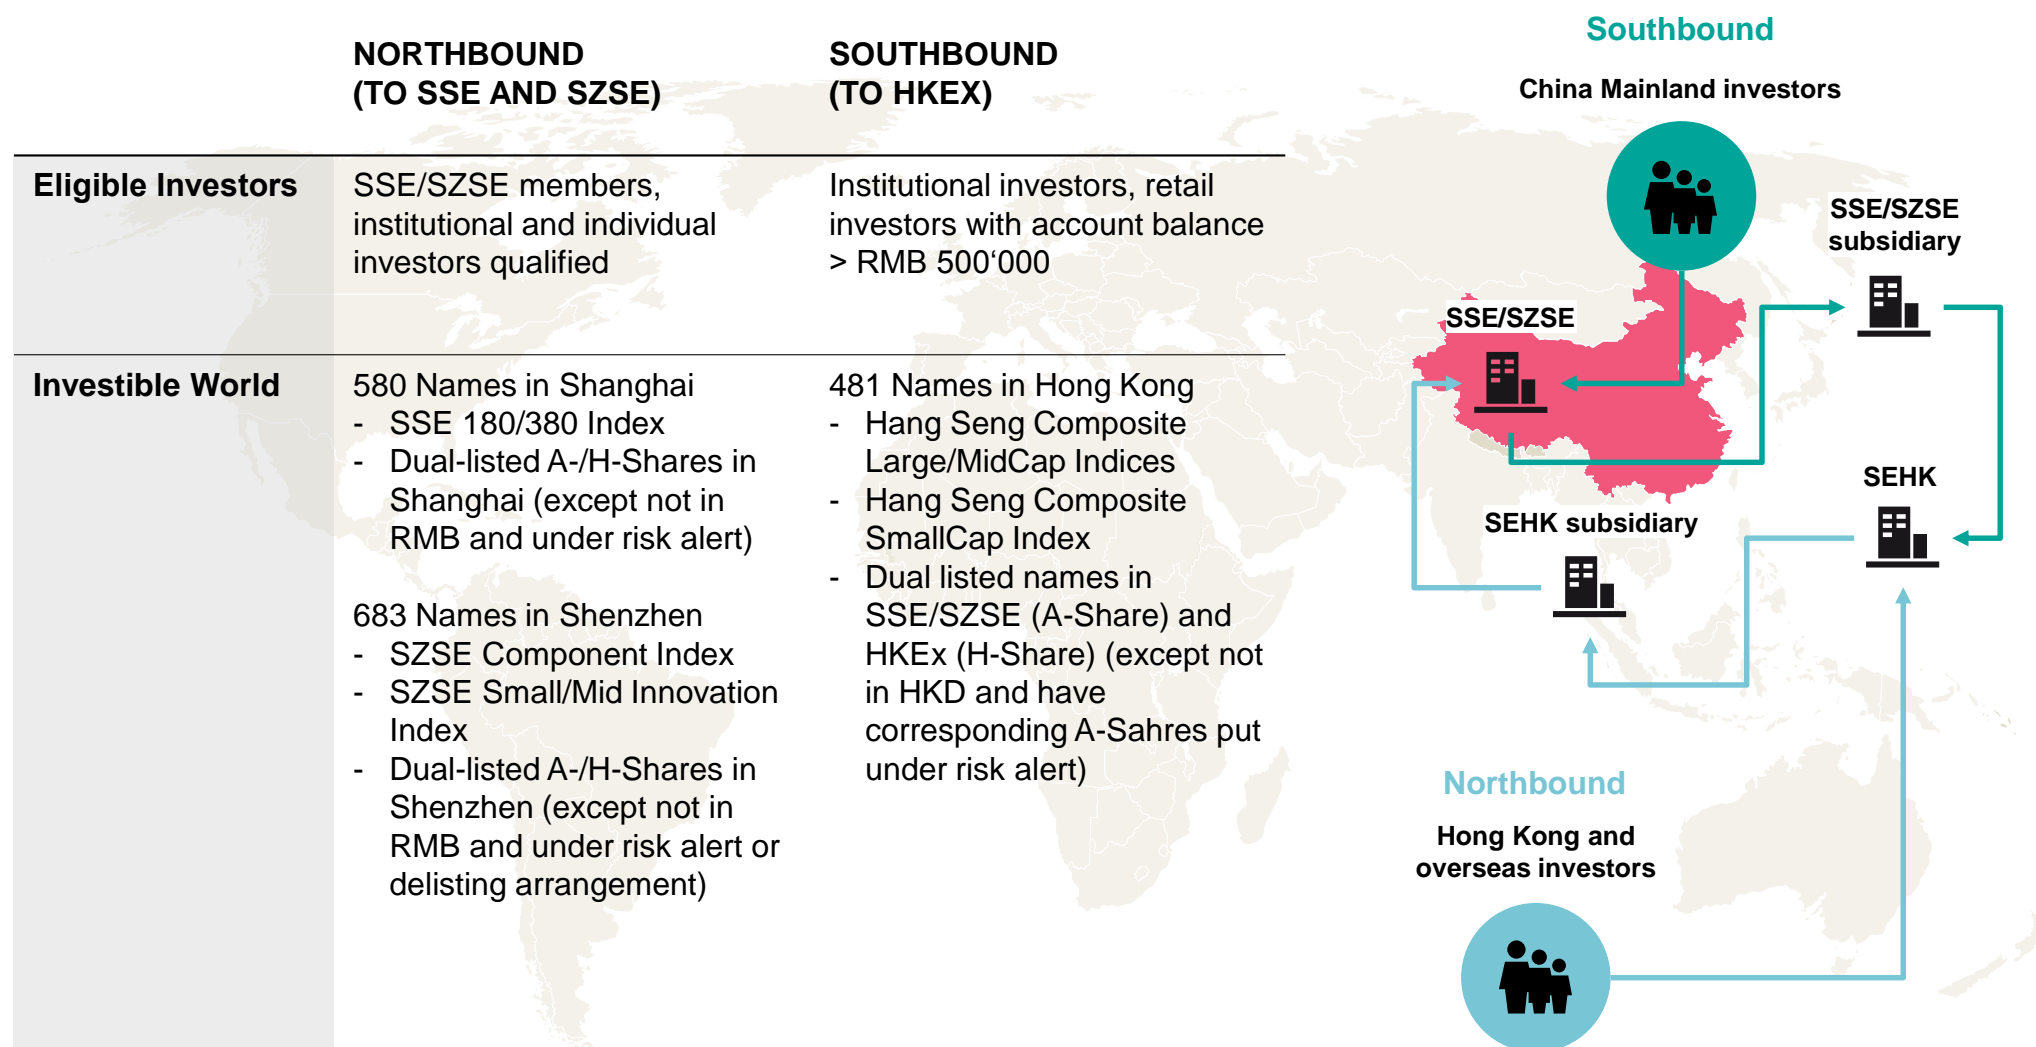 NORTHBOUND
(TO SSE AND SZSE)
SOUTHBOUND
(TO HKEX)
Eligible Investors
SSE/SZSE members,
institutional and individual
investors qualified
Institutional investors, retail
investors with account balance
> RMB 500‘000
Investible World
580 Names in Shanghai
- SSE 180/380 Index
- Dual-listed A-/H-Shares in
Shanghai (except not in
RMB and under risk alert)
683 Names in Shenzhen
- SZSE Component Index
- SZSE Small/Mid Innovation
Index
- Dual-listed A-/H-Shares in
Shenzhen (except not in
RMB and under risk alert or
delisting arrangement)
481 Names in Hong Kong
- Hang Seng Composite
Large/MidCap Indices
- Hang Seng Composite
SmallCap Index
- Dual listed names in
SSE/SZSE (A-Share) and
HKEx (H-Share) (except not
in HKD and have
corresponding A-Sahres put
under risk alert)
Southbound
China Mainland investors
SSE/SZSE
subsidiary
SSE/SZSE
SEHK
SEHK subsidiary
Northbound
Hong Kong and
overseas investors